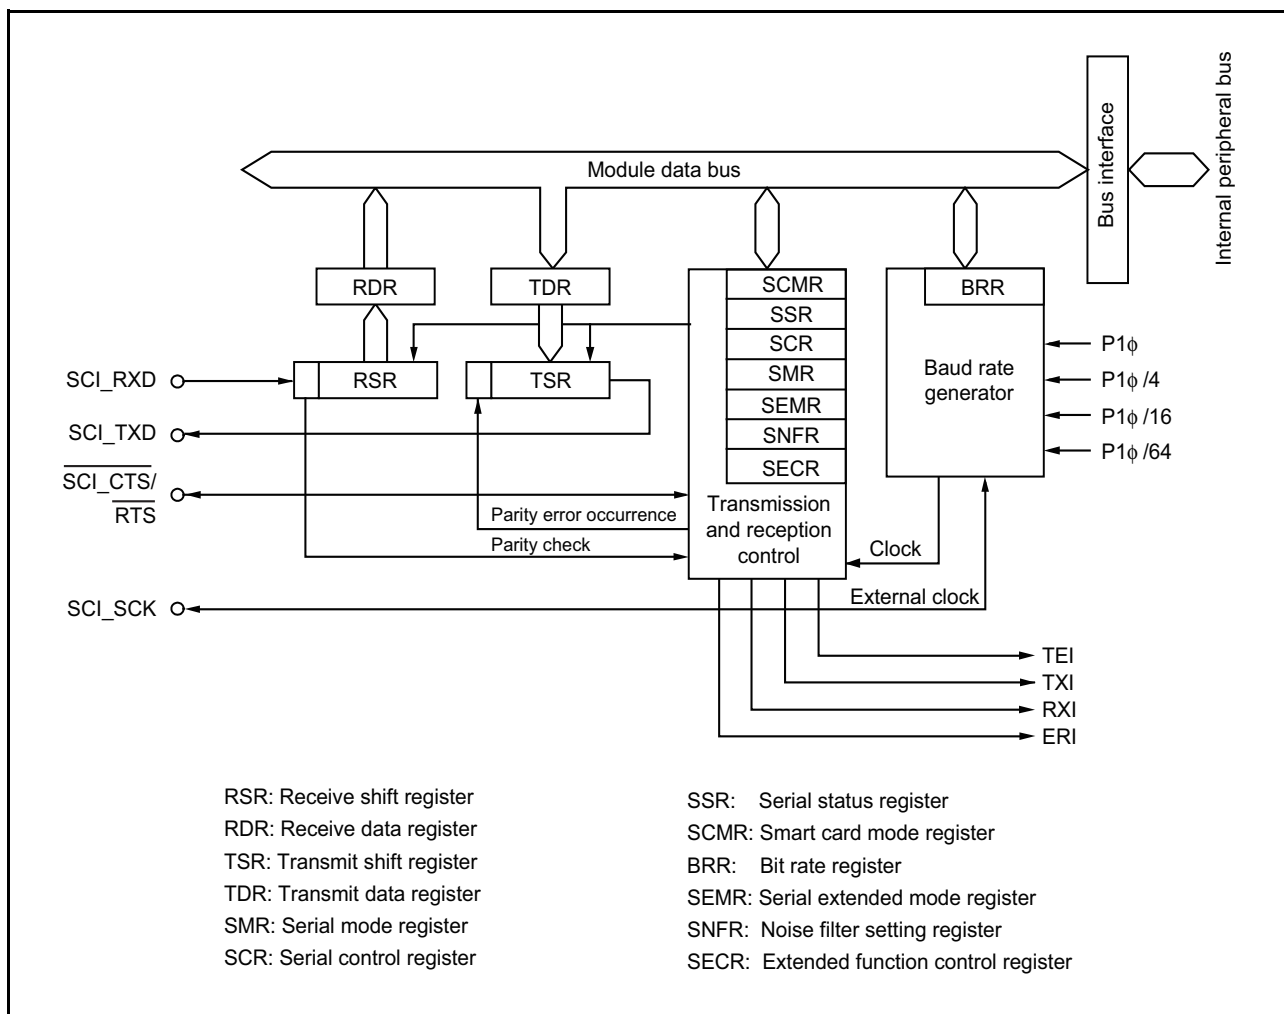 Module data bus
Bus interface
Internal peripheral bus
RDR
TDR
SCMR
SSR
SCR
SMR
SEMR
SNFR
SECR
Transmission
and reception
control
BRR
Baud rate
generator
P1ϕ
P1ϕ /4
P1ϕ /16
P1ϕ /64
RSR
TSR
SCI_RXD
SCI_TXD
SCI_CTS/
RTS
SCI_SCK
Parity error occurrence
Parity check
Clock
External clock
TEI
TXI
RXI
ERI
RSR: Receive shift register
RDR: Receive data register
TSR: Transmit shift register
TDR: Transmit data register
SMR: Serial mode register
SCR: Serial control register
SSR: Serial status register
SCMR: Smart card mode register
BRR: Bit rate register
SEMR: Serial extended mode register
SNFR: Noise filter setting register
SECR: Extended function control register